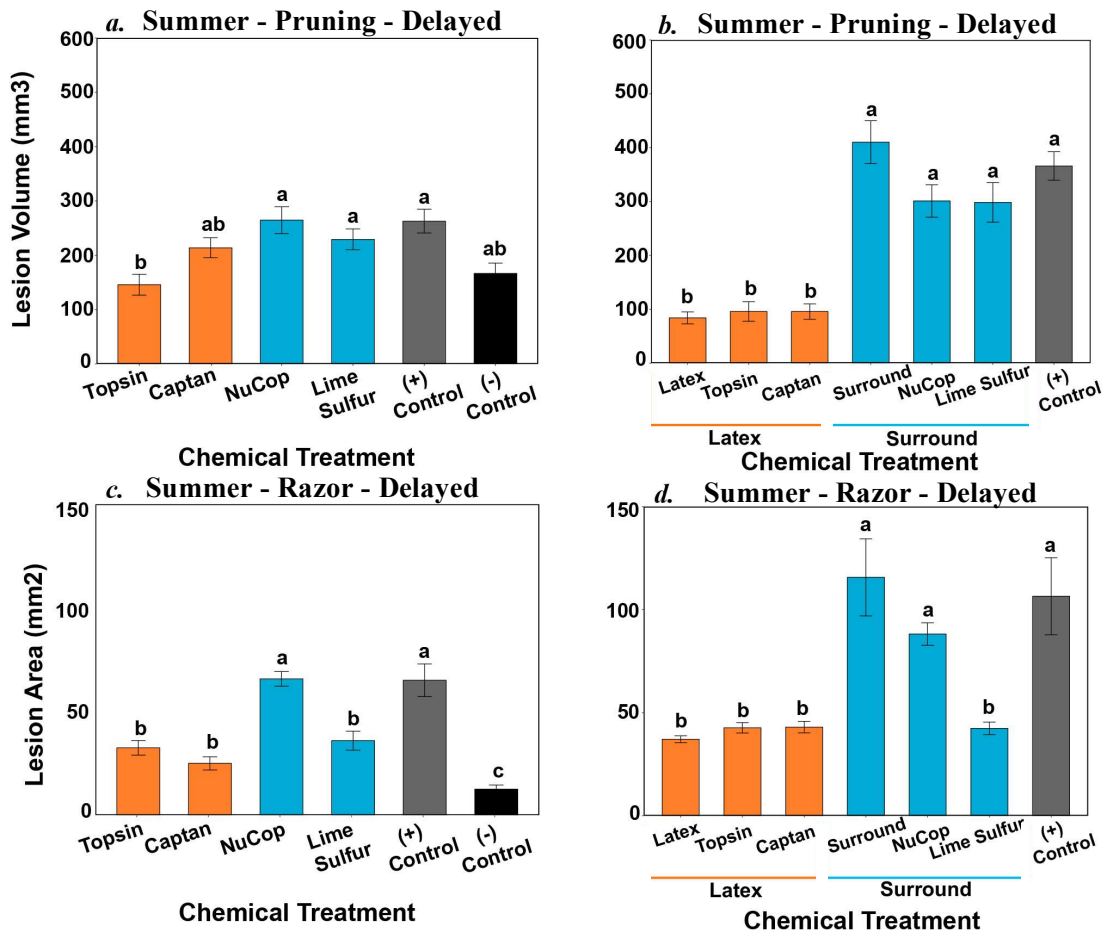 a. Summer - Pruning - Delayed
Lesion Volume (mm3)
600
500
400
300
200
100
0
b
ab
a
a
a
ab
Topsin
Captan
NuCop
Lime Sulfur
(+) Control
(-) Control
Chemical Treatment
b. Summer - Pruning - Delayed
600
500
400
300
200
100
0
b
b
b
a
a
a
a
Latex
Topsin
Captan
Surround
NuCop
Lime Sulfur
(+) Control
Latex
Surround
Chemical Treatment
c. Summer - Razor - Delayed
Lesion Area (mm2)
150
100
50
0
b
b
a
b
a
c
Topsin
Captan
NuCop
Lime Sulfur
(+) Control
(-) Control
Chemical Treatment
d. Summer - Razor - Delayed
150
100
50
0
b
b
b
a
a
b
a
Latex
Topsin
Captan
Surround
NuCop
Lime Sulfur
(+) Control
Latex
Surround
Chemical Treatment